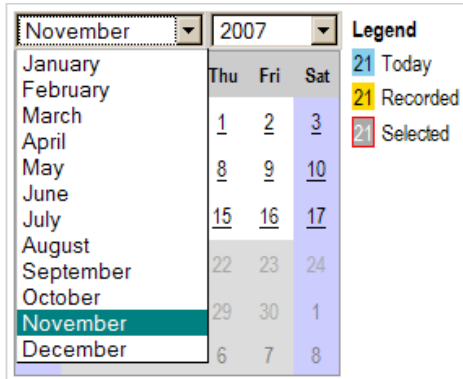 November 2007 Legend
January 21 Today
February Thu Fri Sat
March 21 Recorded
April 1 2 3
May 21 Selected
June 8 9 10
July 15 16 17
August
September 22 23 24
October
November 29 30 1
December 6 7 8